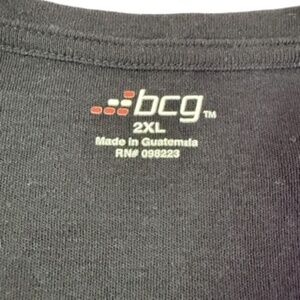 bcg™
2XL
Made in Guatemala
RN# 098223